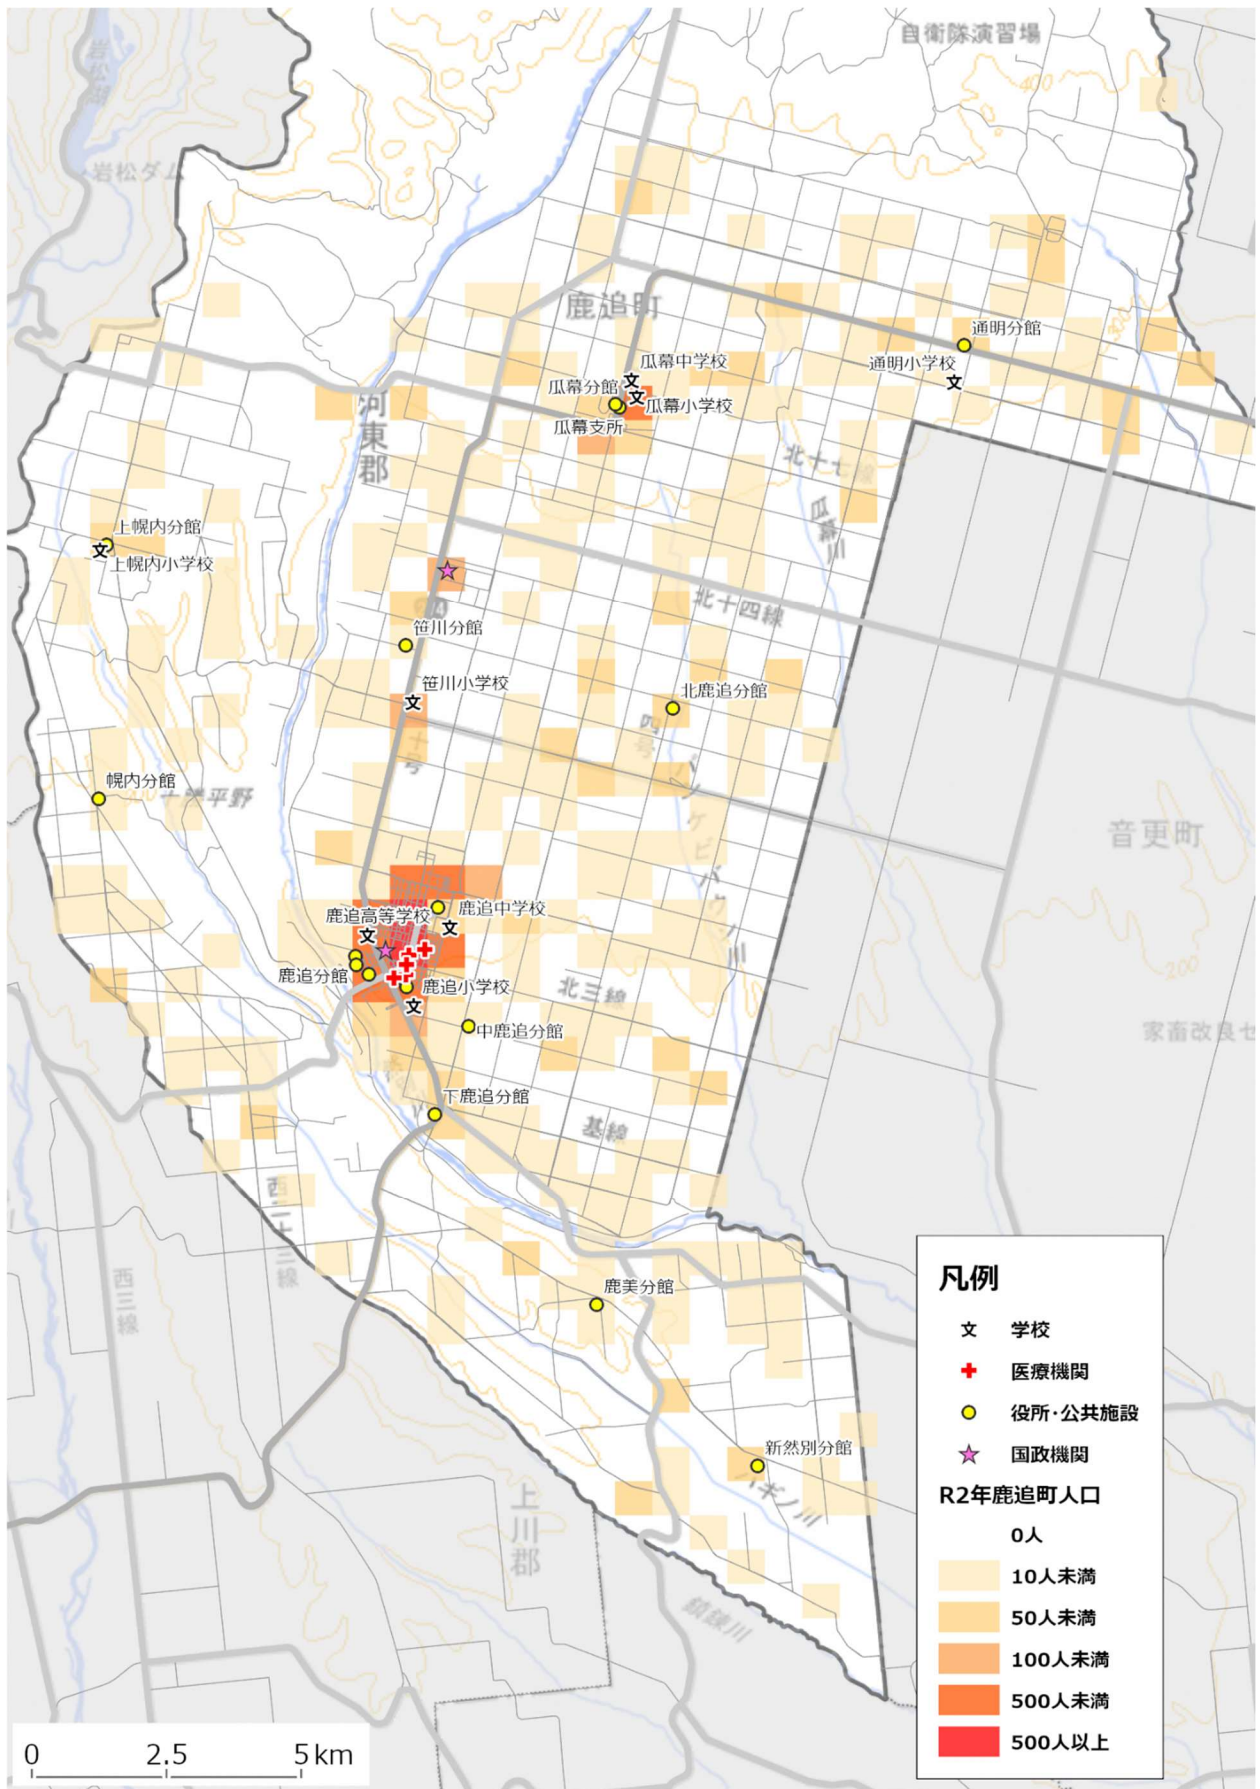 自衛隊演習場
岩松湖
400
岩松ダム
鹿追町
300
通明分館
瓜幕中学校
通明小学校
瓜幕分館
瓜幕小学校
河東郡
瓜幕支所
北十七線
瓜幕川
上幌内分館
上幌内小学校
北十四線
笹川分館
笹川小学校
北鹿追分館
四号
十号
幌内分館
十勝平野
音更町
鹿追高等学校
鹿追中学校
鹿追分館
鹿追小学校
北三線
200
中鹿追分館
家畜改良セ
下鹿追分館
基線
西二十三線
西三線
鹿美分館
新然別分館
上川郡
鎮錬川
凡例
学校
医療機関
役所・公共施設
国政機関
R2年鹿追町人口
0人
10人未満
50人未満
100人未満
500人未満
500人以上
0 2.5 5km